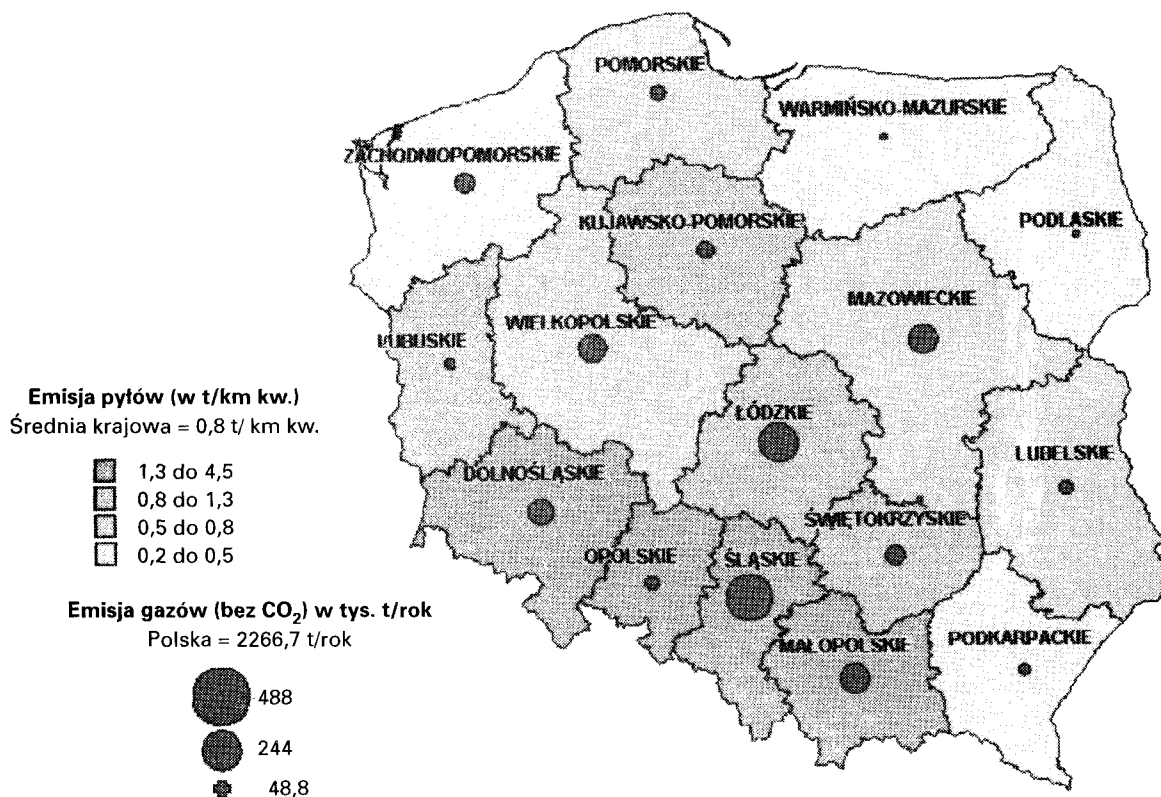 POMORSKIE
WARMIŃSKO-MAZURSKIE
ZACHODNIOPOMORSKIE
KUJAWSKO-POMORSKIE
PODLASKIE
MAZOWIECKIE
WIELKOPOLSKIE
LUBUSKIE
ŁÓDZKIE
LUBELSKIE
DOLNOŚLĄSKIE
ŚWIĘTOKRZYSKIE
OPOLSKIE
ŚLĄSKIE
MAŁOPOLSKIE
PODKARPACKIE
Emisja pyłów (w t/km kw.)
Średnia krajowa = 0,8 t/ km kw.
1,3 do 4,5
0,8 do 1,3
0,5 do 0,8
0,2 do 0,5
Emisja gazów (bez CO₂) w tys. t/rok
Polska = 2266,7 t/rok
488
244
48,8